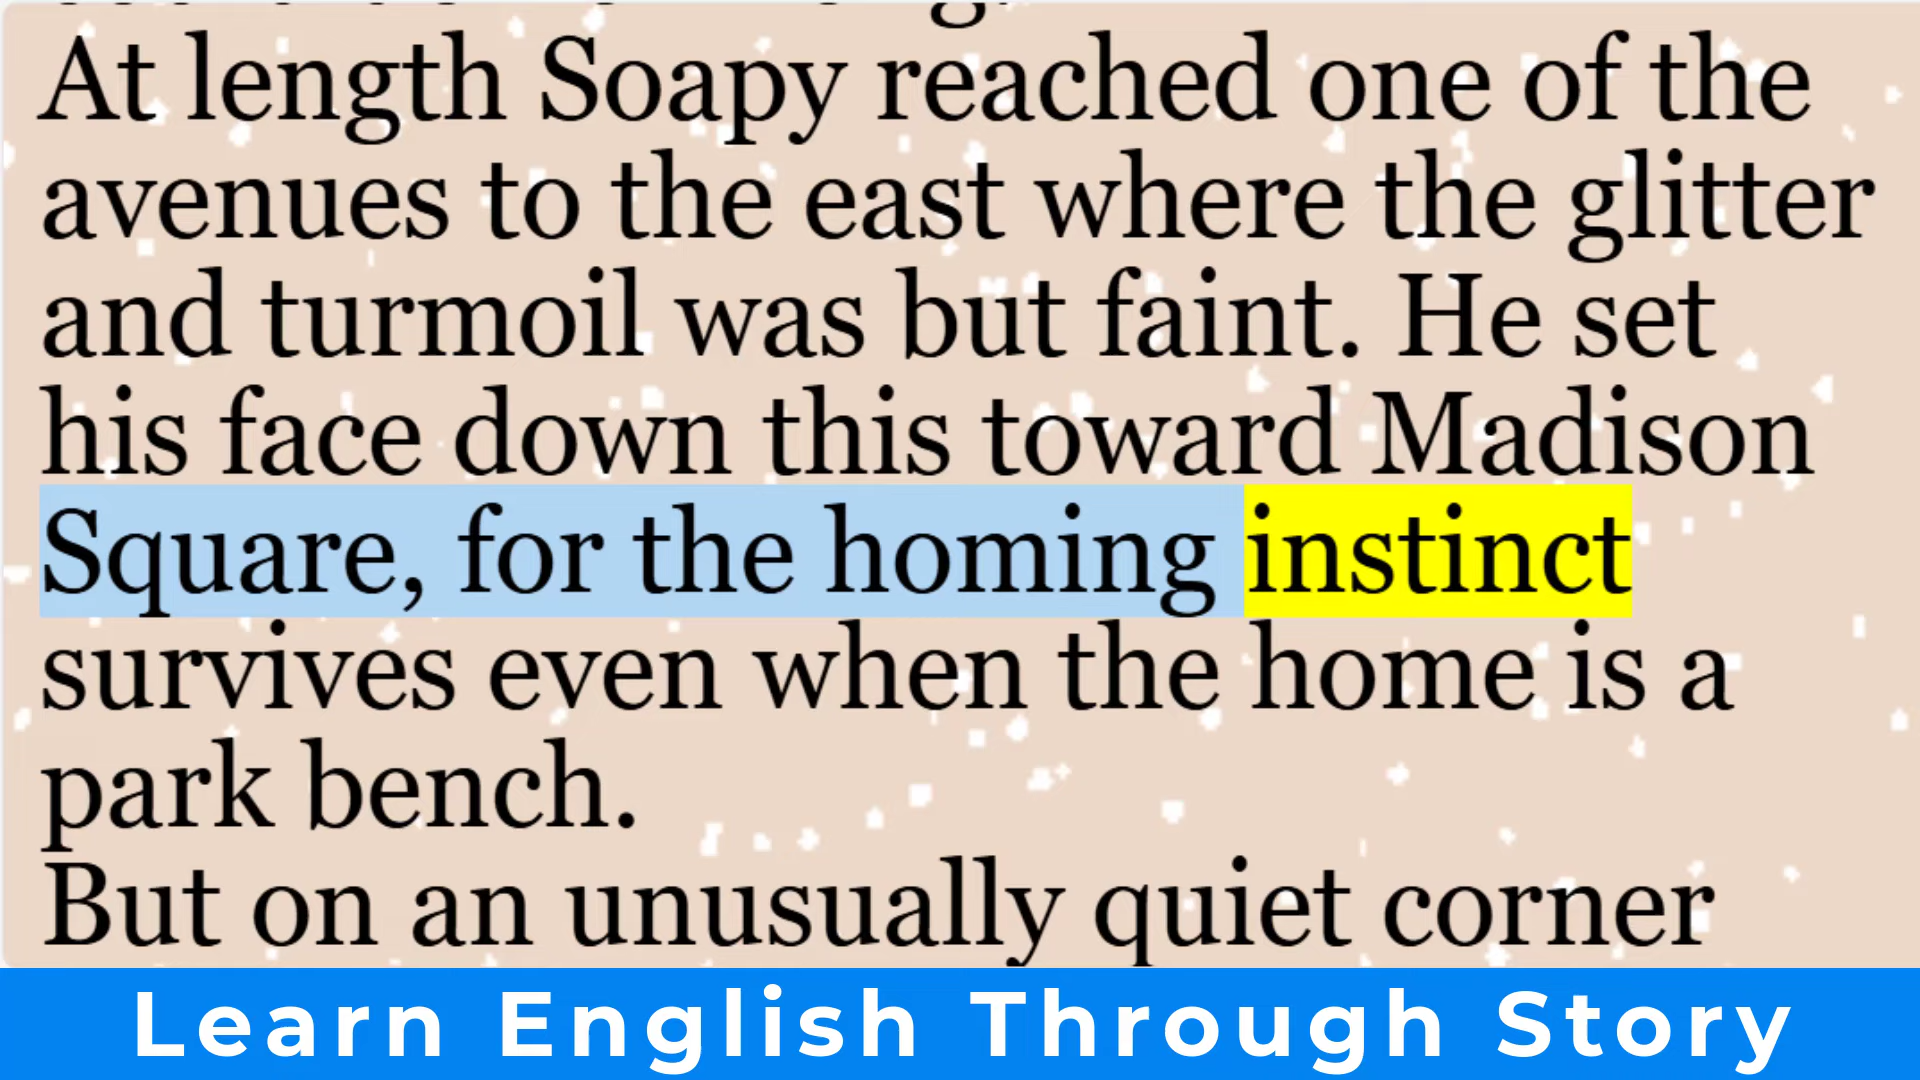 At length Soapy reached one of the
avenues to the east where the glitter
and turmoil was but faint. He set
his face down this toward Madison
Square, for the homing instinct
survives even when the home is a
park bench.
But on an unusually quiet corner
Learn English Through Story